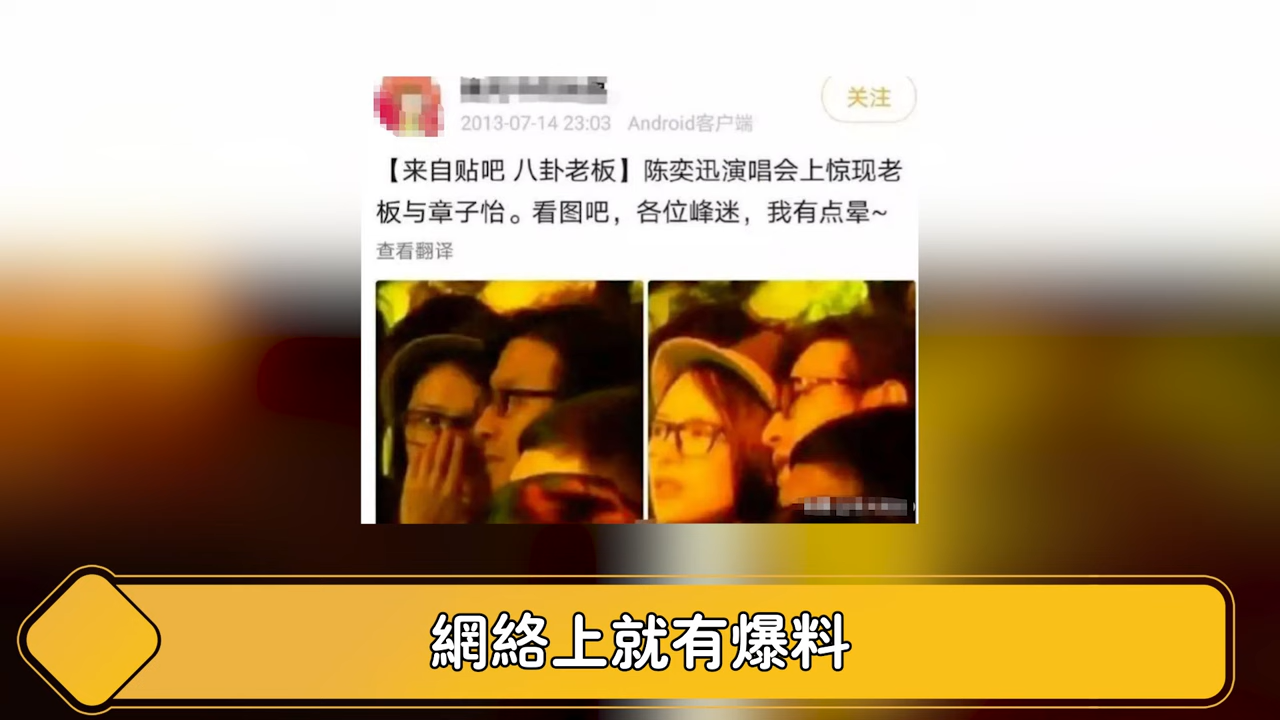 2013-07-14 23:03 Android客户端
关注
【来自贴吧 八卦老板】陈奕迅演唱会上惊现老
板与章子怡。看图吧，各位峰迷，我有点晕~
查看翻译
網絡上就有爆料